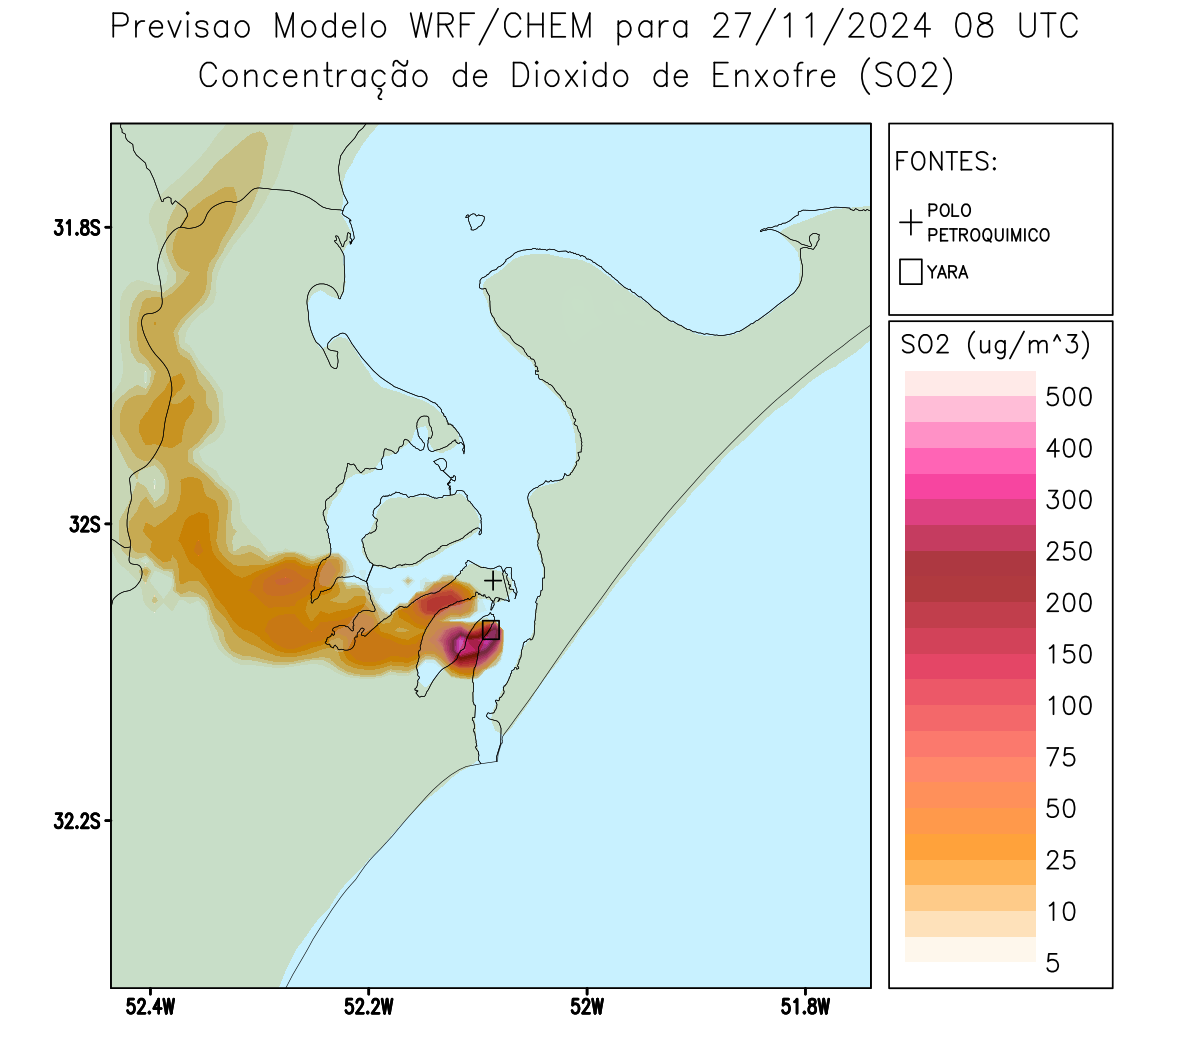 Previsao Modelo WRF/CHEM para 27/11/2024 08 UTC
Concentração de Dioxido de Enxofre (SO2)
FONTES:
POLO
PETROQUIMICO
YARA
31.8S
32S
32.2S
52.4W
52.2W
52W
51.8W
SO2 (ug/m^3)
500
400
300
250
200
150
100
75
50
25
10
5